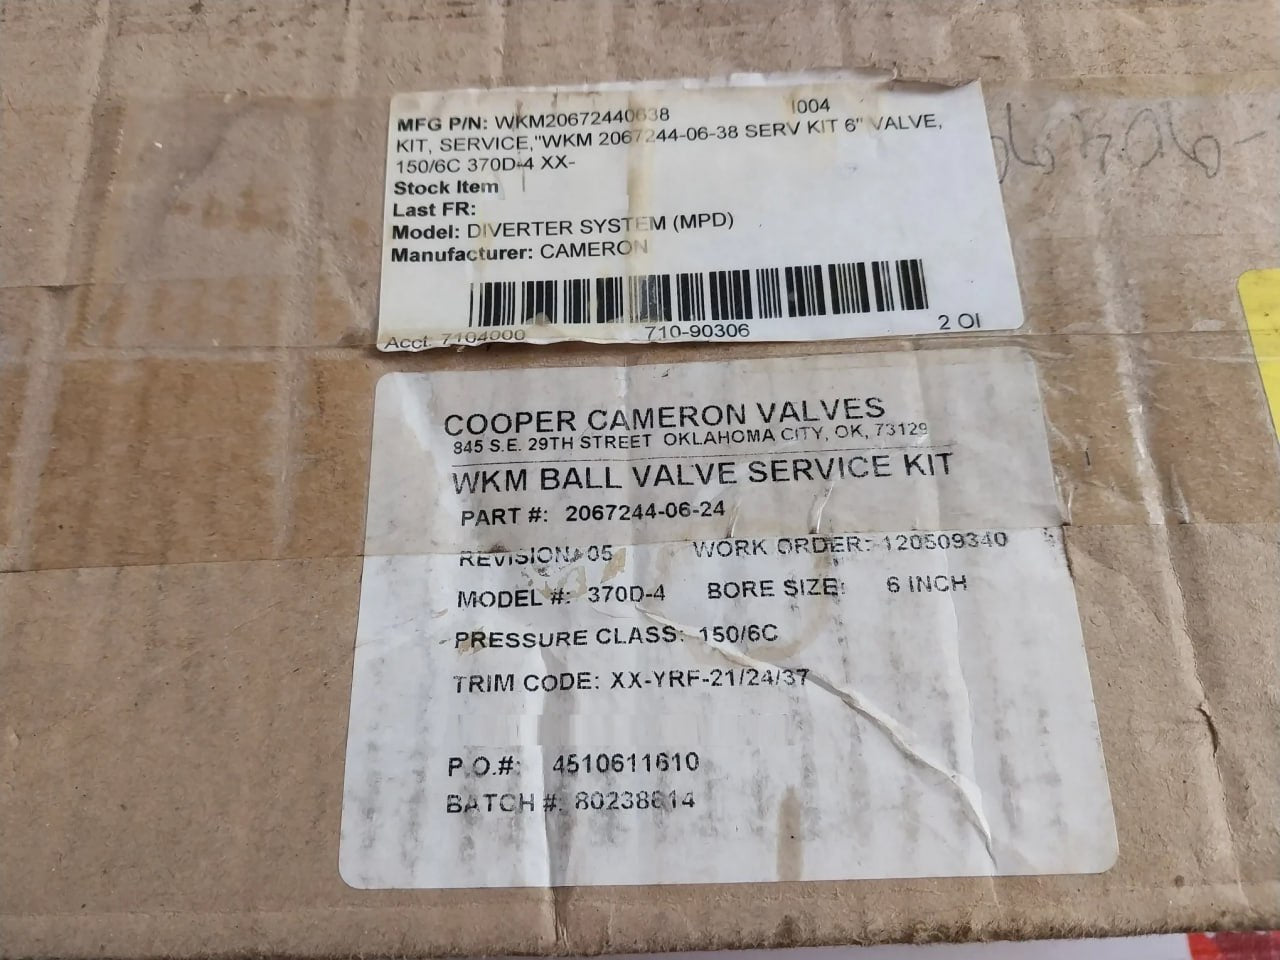 MFG P/N: WKM20672440638 I004
KIT, SERVICE,"WKM 2067244-06-38 SERV KIT 6" VALVE,
150/6C 370D-4 XX-
Stock Item
Last FR:
Model: DIVERTER SYSTEM (MPD)
Manufacturer: CAMERON
Acct. 7104000 710-90306 2 OI
COOPER CAMERON VALVES
845 S.E. 29TH STREET OKLAHOMA CITY, OK, 73129
WKM BALL VALVE SERVICE KIT
PART #: 2067244-06-24
REVISION: 05 WORK ORDER: 120509340
MODEL #: 370D-4 BORE SIZE: 6 INCH
PRESSURE CLASS: 150/6C
TRIM CODE: XX-YRF-21/24/37
P.O.#: 4510611610
BATCH #: 80238614